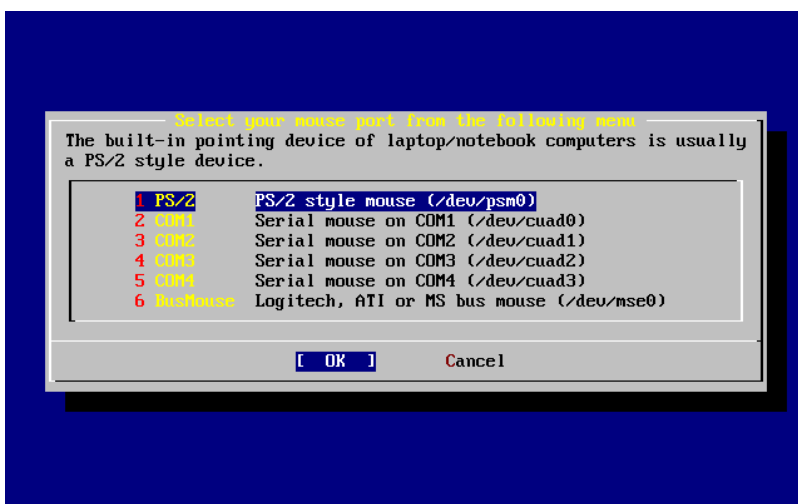 Select your mouse port from the following menu
The built-in pointing device of laptop/notebook computers is usually
a PS/2 style device.
1 PS/2 PS/2 style mouse (/dev/psm0)
2 COM1 Serial mouse on COM1 (/dev/cuad0)
3 COM2 Serial mouse on COM2 (/dev/cuad1)
4 COM3 Serial mouse on COM3 (/dev/cuad2)
5 COM4 Serial mouse on COM4 (/dev/cuad3)
6 BusMouse Logitech, ATI or MS bus mouse (/dev/mse0)
[ OK ] Cancel